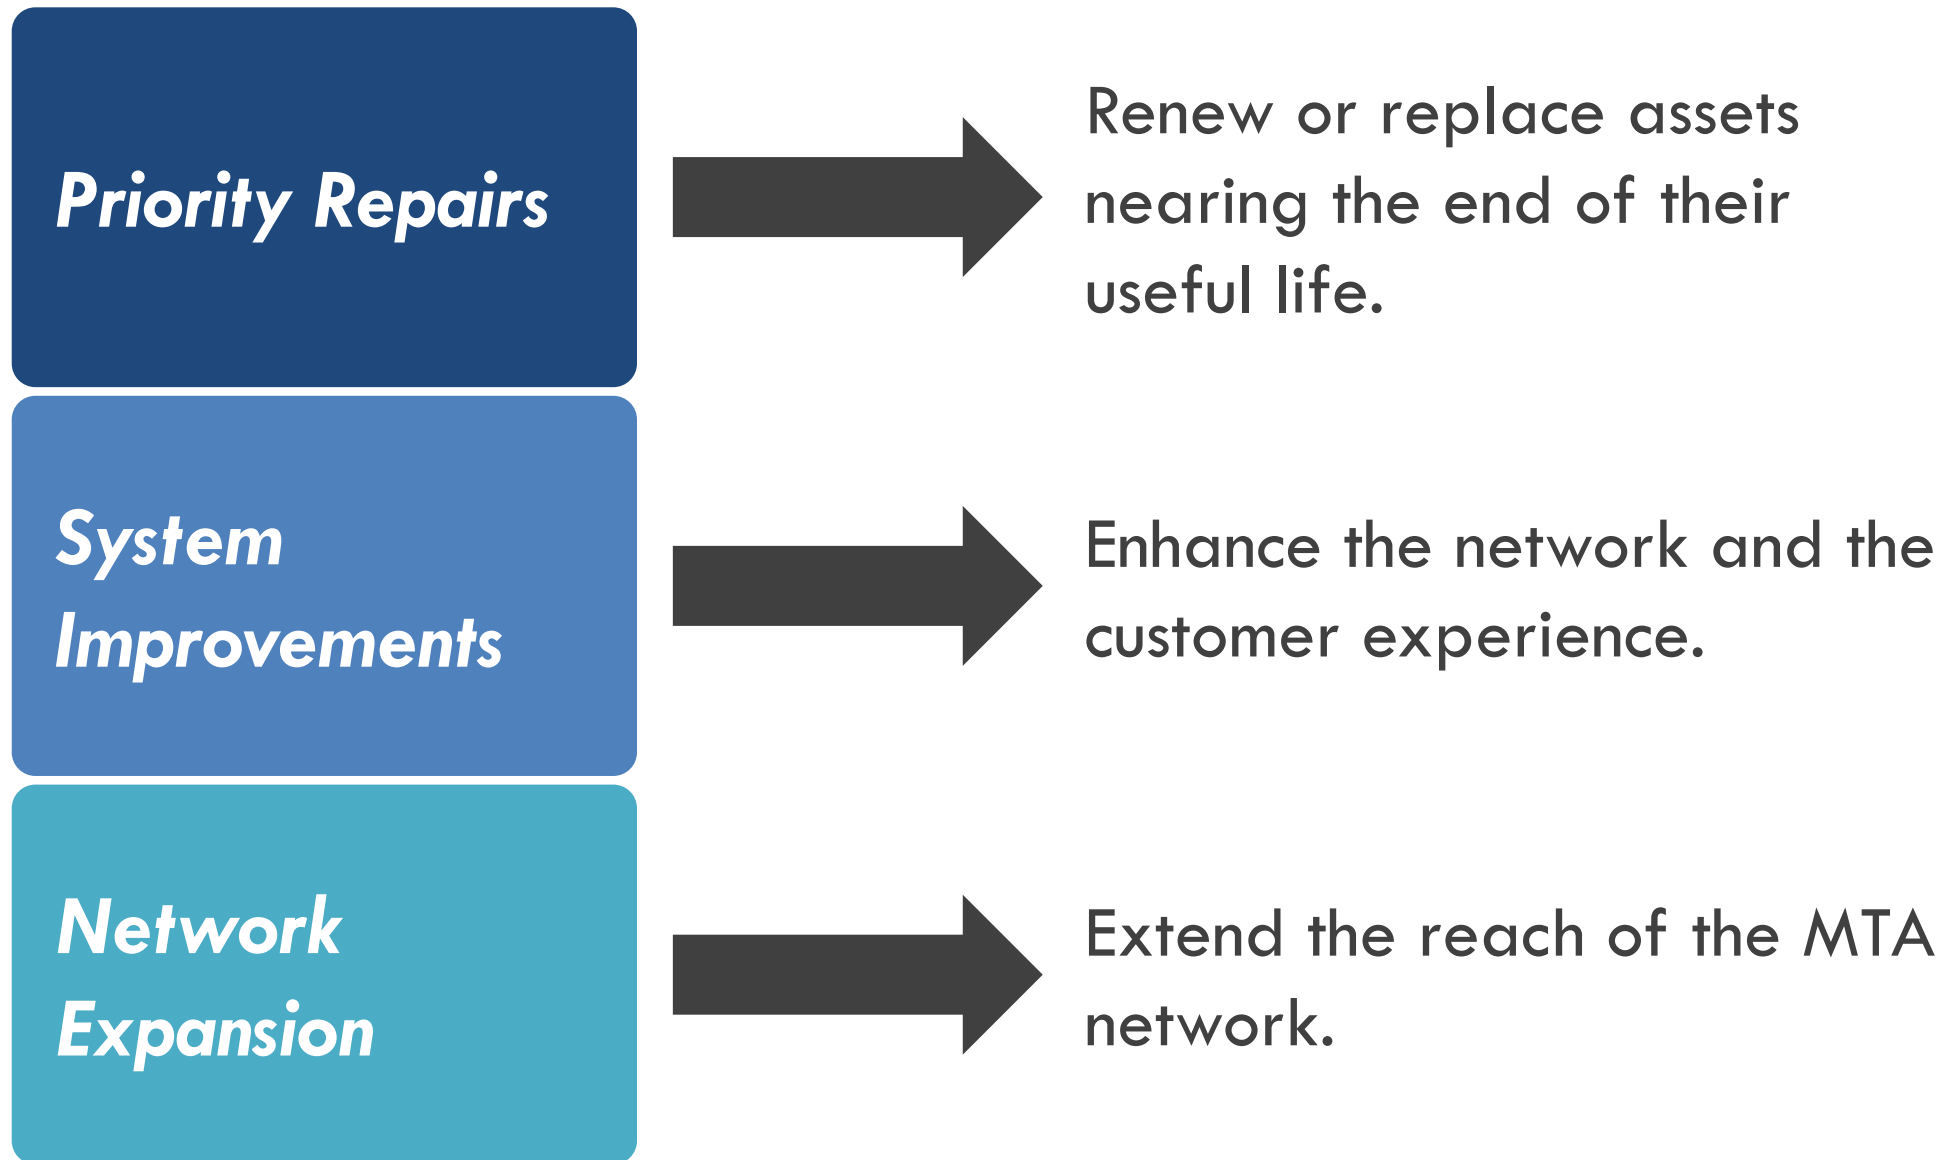 Priority Repairs
Renew or replace assets
nearing the end of their
useful life.
System
Improvements
Enhance the network and the
customer experience.
Network
Expansion
Extend the reach of the MTA
network.